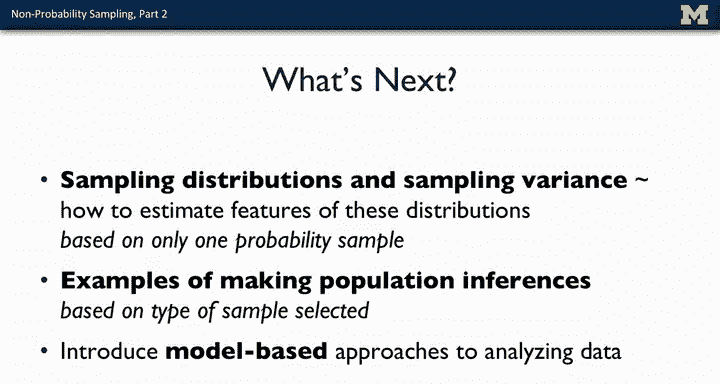 Non-Probability Sampling, Part 2
M
What's Next?
• Sampling distributions and sampling variance ~
how to estimate features of these distributions
based on only one probability sample
• Examples of making population inferences
based on type of sample selected
• Introduce model-based approaches to analyzing data